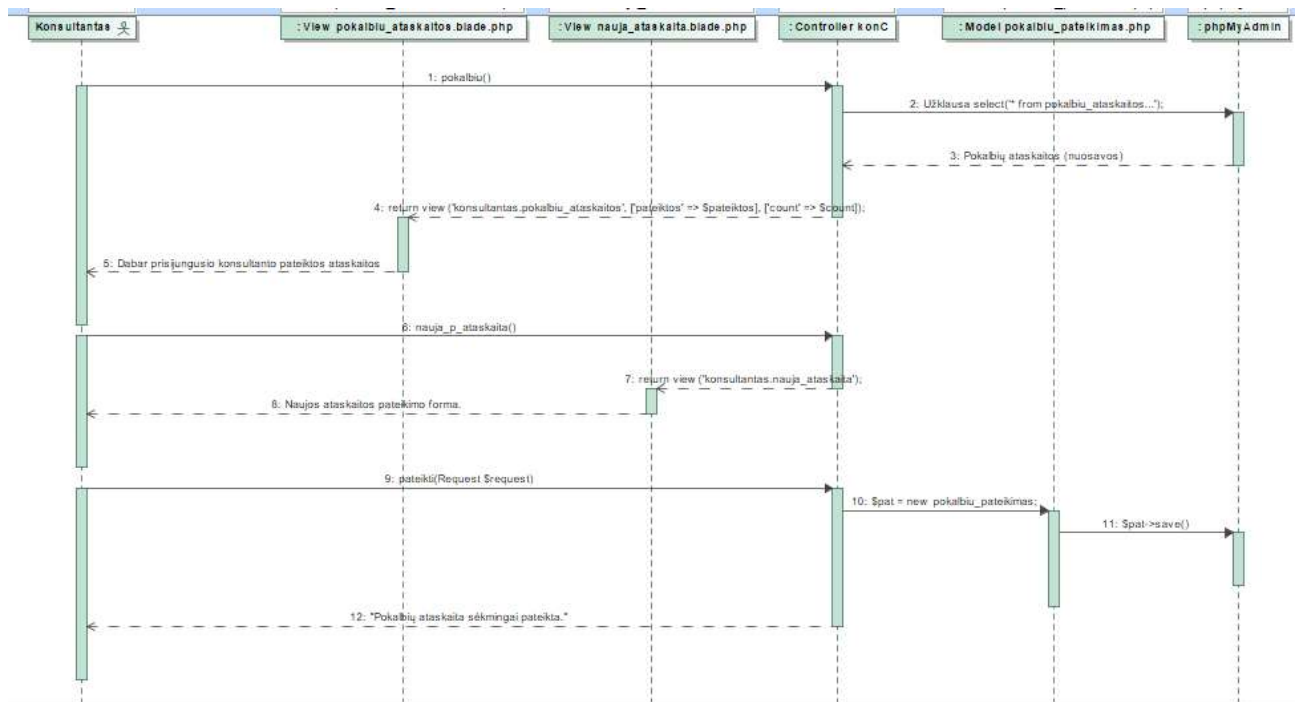 Konsultantas
: View pokalbiu_ataskaitos.blade.php
: View nauja_ataskaita.blade.php
: Controller konC
: Model pokalbiu_pateikimas.php
: phpMyAdmin
1: pokalbiu()
2: Užklausa select("* from pokalbiu_ataskaitos...");
3: Pokalbių ataskaitos (nuosavos)
4: return view ('konsultantas.pokalbiu_ataskaitos', ['pateiktos' => $pateiktos], ['count' => $count]);
5: Dabar prisijungusio konsultanto pateiktos ataskaitos
6: nauja_p_ataskaita()
7: return view ('konsultantas.nauja_ataskaita');
8: Naujos ataskaitos pateikimo forma.
9: pateikti(Request $request)
10: $pat = new pokalbiu_pateikimas;
11: $pat->save()
12: "Pokalbių ataskaita sėkmingai pateikta."